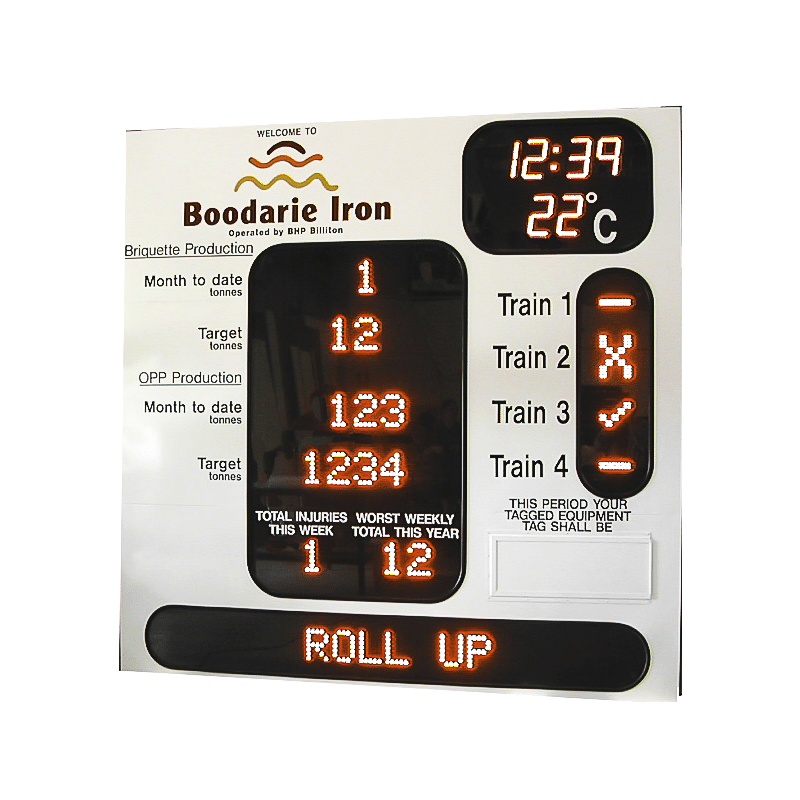 WELCOME TO
Boodarie Iron
Operated by BHP Billiton
12:39
22°C
Briquette Production
Month to date
tonnes
1
Target
tonnes
12
OPP Production
Month to date
tonnes
123
Target
tonnes
1234
TOTAL INJURIES
THIS WEEK
1
WORST WEEKLY
TOTAL THIS YEAR
12
Train 1 –
Train 2 X
Train 3 ✓
Train 4 –
THIS PERIOD YOUR
TAGGED EQUIPMENT
TAG SHALL BE
ROLL UP